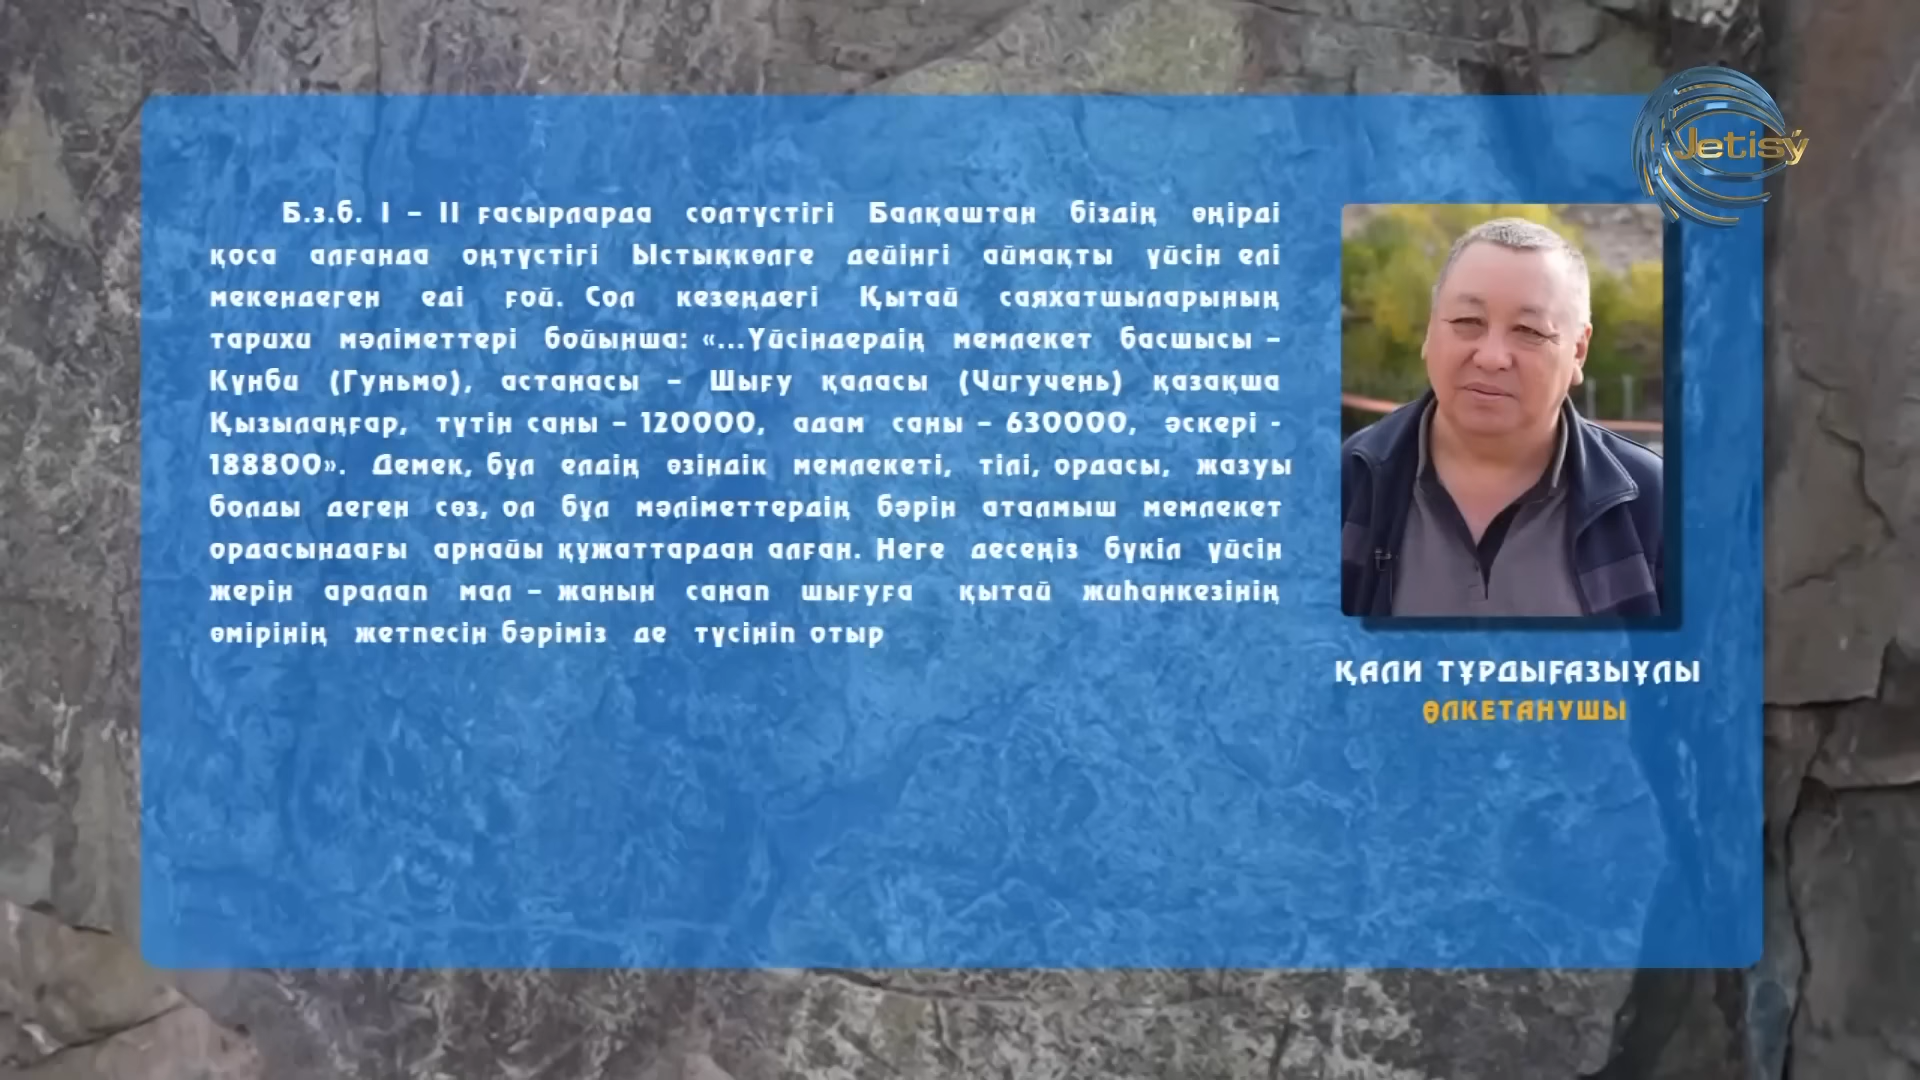 Jetisý
Б.з.б. I – II ғасырларда солтүстігі Балқаштан біздің өңірді
қоса алғанда оңтүстігі Ыстықкөлге дейінгі аймақты үйсін елі
мекендеген еді ғой. Сол кезеңдегі Қытай саяхатшыларының
тарихи мәліметтері бойынша: «...Үйсіндердің мемлекет басшысы –
Күнби (Гуньмо), астанасы – Шығу қаласы (Чигучень) қазақша
Қызылаңғар, түтін саны – 120000, адам саны – 630000, әскері -
188800». Демек, бұл елдің өзіндік мемлекеті, тілі, ордасы, жазуы
болды деген сөз, ол бұл мәліметтердің бәрін аталмыш мемлекет
ордасындағы арнайы құжаттардан алған. Неге десеңіз бүкіл үйсін
жерін аралап мал – жанын санап шығуға қытай жиһанкезінің
өмірінің жетпесін бәріміз де түсініп отыр
ҚАЛИ ТҰРДЫҒАЗЫҰЛЫ
ӨЛКЕТАНУШЫ